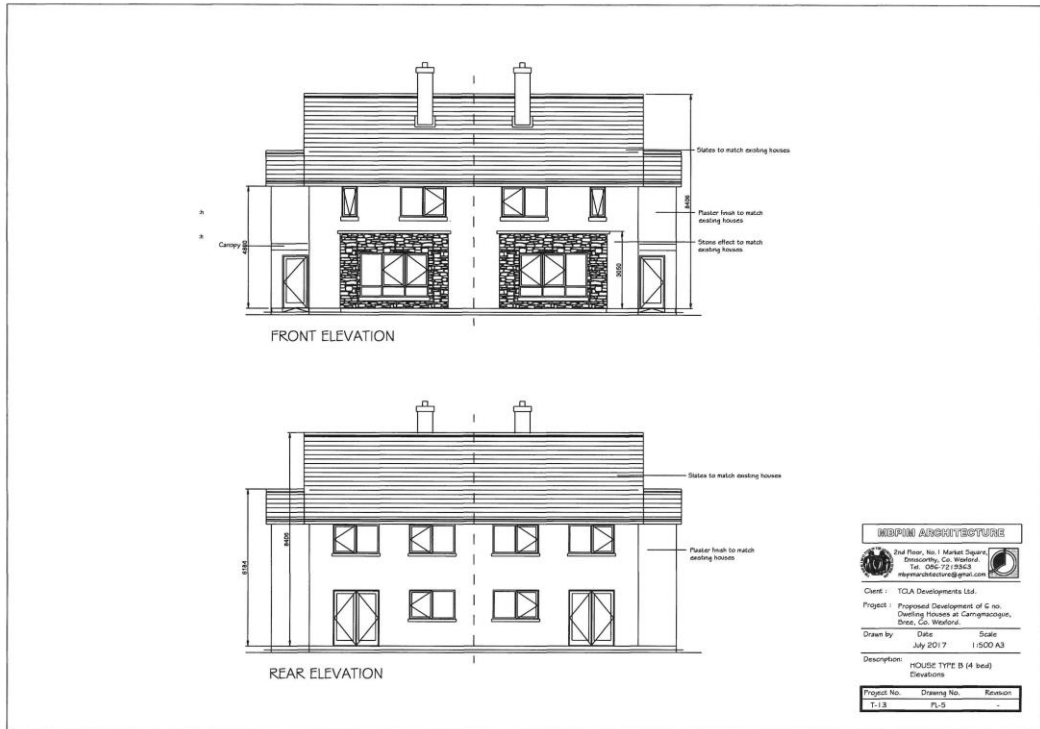 Slates to match existing houses
8406
Plaster finish to match
existing houses
Canopy
4860
Stone effect to match
existing houses
3050
FRONT ELEVATION
Slates to match existing houses
8406
6184
Plaster finish to match
existing houses
REAR ELEVATION
MBPIM ARCHITECTURE
2nd Floor, No.1 Market Square,
Enniscorthy, Co. Wexford.
Tel. 086-7219363
mbpimarchitecture@gmail.com
Client : TCLA Developments Ltd.
Project : Proposed Development of 6 no.
Dwelling Houses at Carrigmacogue,
Bree, Co. Wexford.
Drawn by Date Scale
July 2017 1:500 A3
Description: HOUSE TYPE B (4 bed)
Elevations
Project No. Drawing No. Revision
T-13 PL-5 -